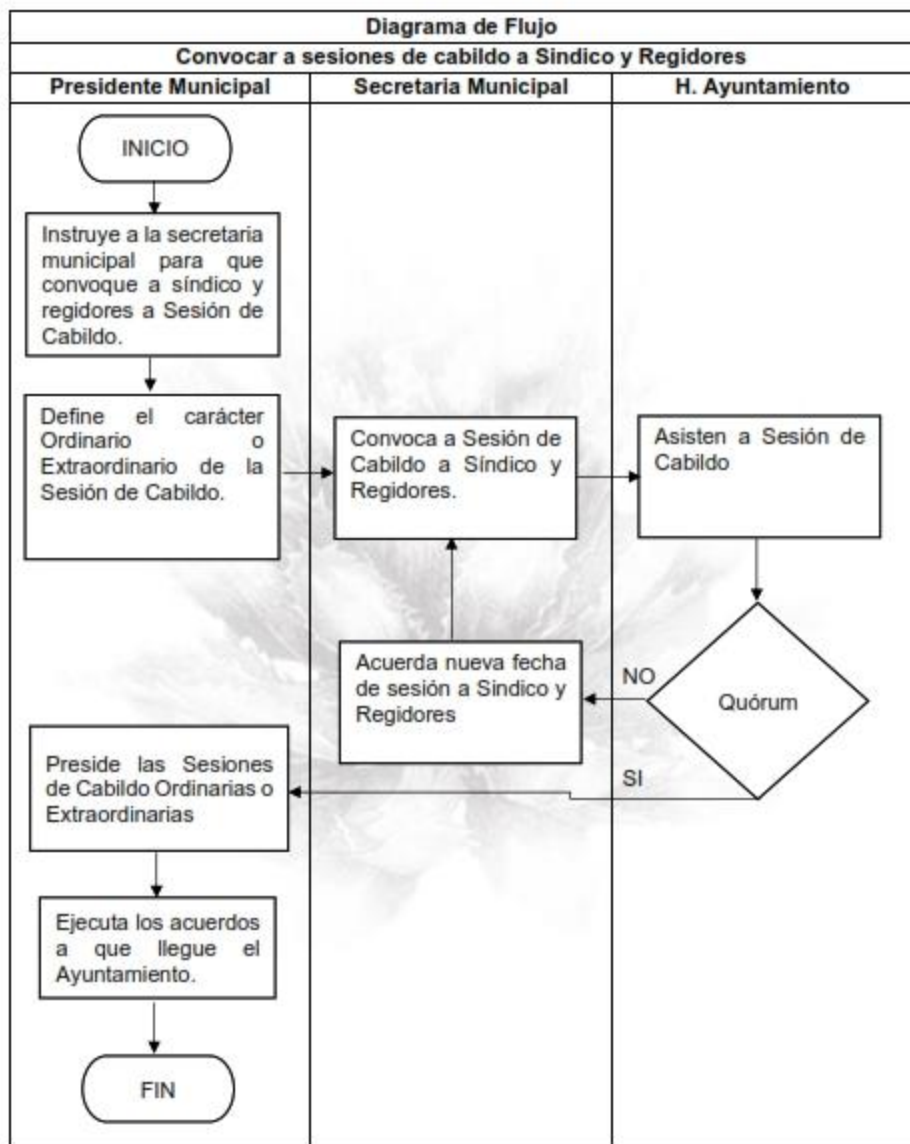 Diagrama de Flujo
Convocar a sesiones de cabildo a Sindico y Regidores
Presidente Municipal
Secretaria Municipal
H. Ayuntamiento
INICIO
Instruye a la secretaria
municipal para que
convoque a síndico y
regidores a Sesión de
Cabildo.
Define el carácter
Ordinario o
Extraordinario de la
Sesión de Cabildo.
Convoca a Sesión de
Cabildo a Síndico y
Regidores.
Asisten a Sesión de
Cabildo
Quórum
NO
Acuerda nueva fecha
de sesión a Sindico y
Regidores
SI
Preside las Sesiones
de Cabildo Ordinarias o
Extraordinarias
Ejecuta los acuerdos
a que llegue el
Ayuntamiento.
FIN